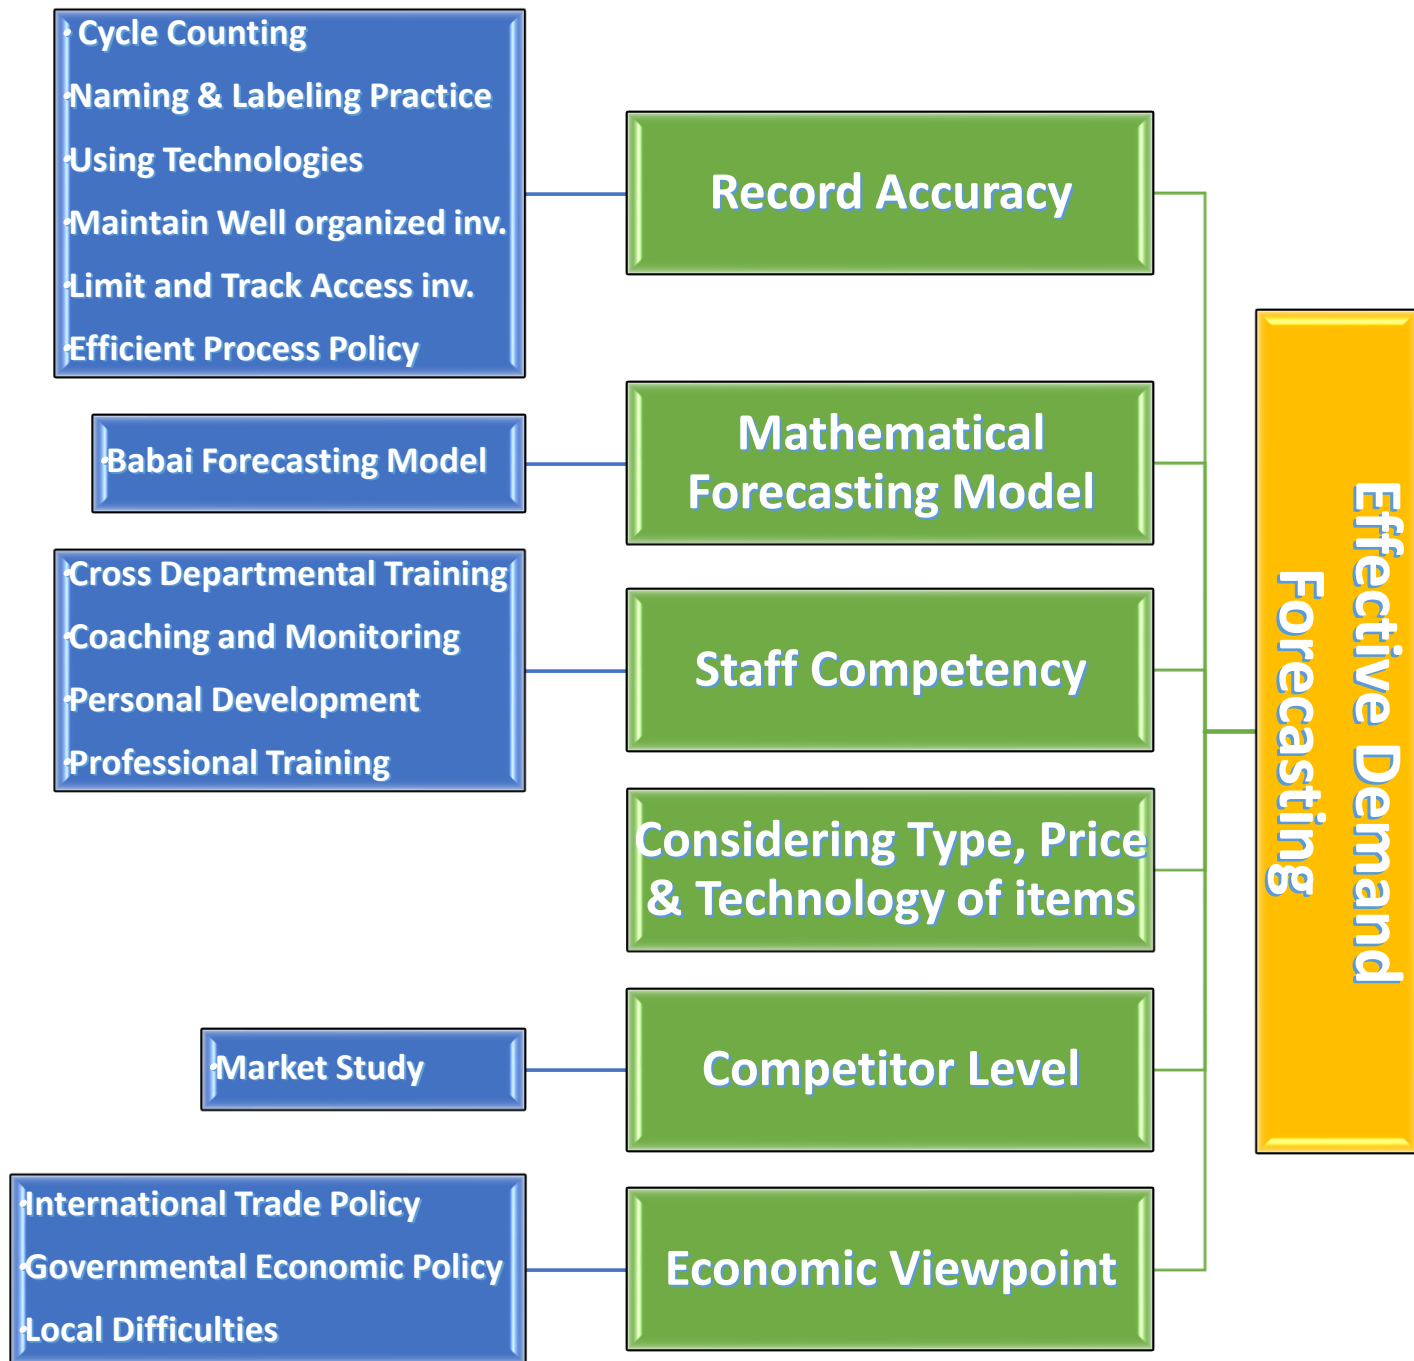 • Cycle Counting
•Naming & Labeling Practice
•Using Technologies
•Maintain Well organized inv.
•Limit and Track Access inv.
•Efficient Process Policy
Record Accuracy
•Babai Forecasting Model
Mathematical
Forecasting Model
•Cross Departmental Training
•Coaching and Monitoring
•Personal Development
•Professional Training
Staff Competency
Considering Type, Price
& Technology of items
•Market Study
Competitor Level
•International Trade Policy
•Governmental Economic Policy
•Local Difficulties
Economic Viewpoint
Effective Demand
Forecasting